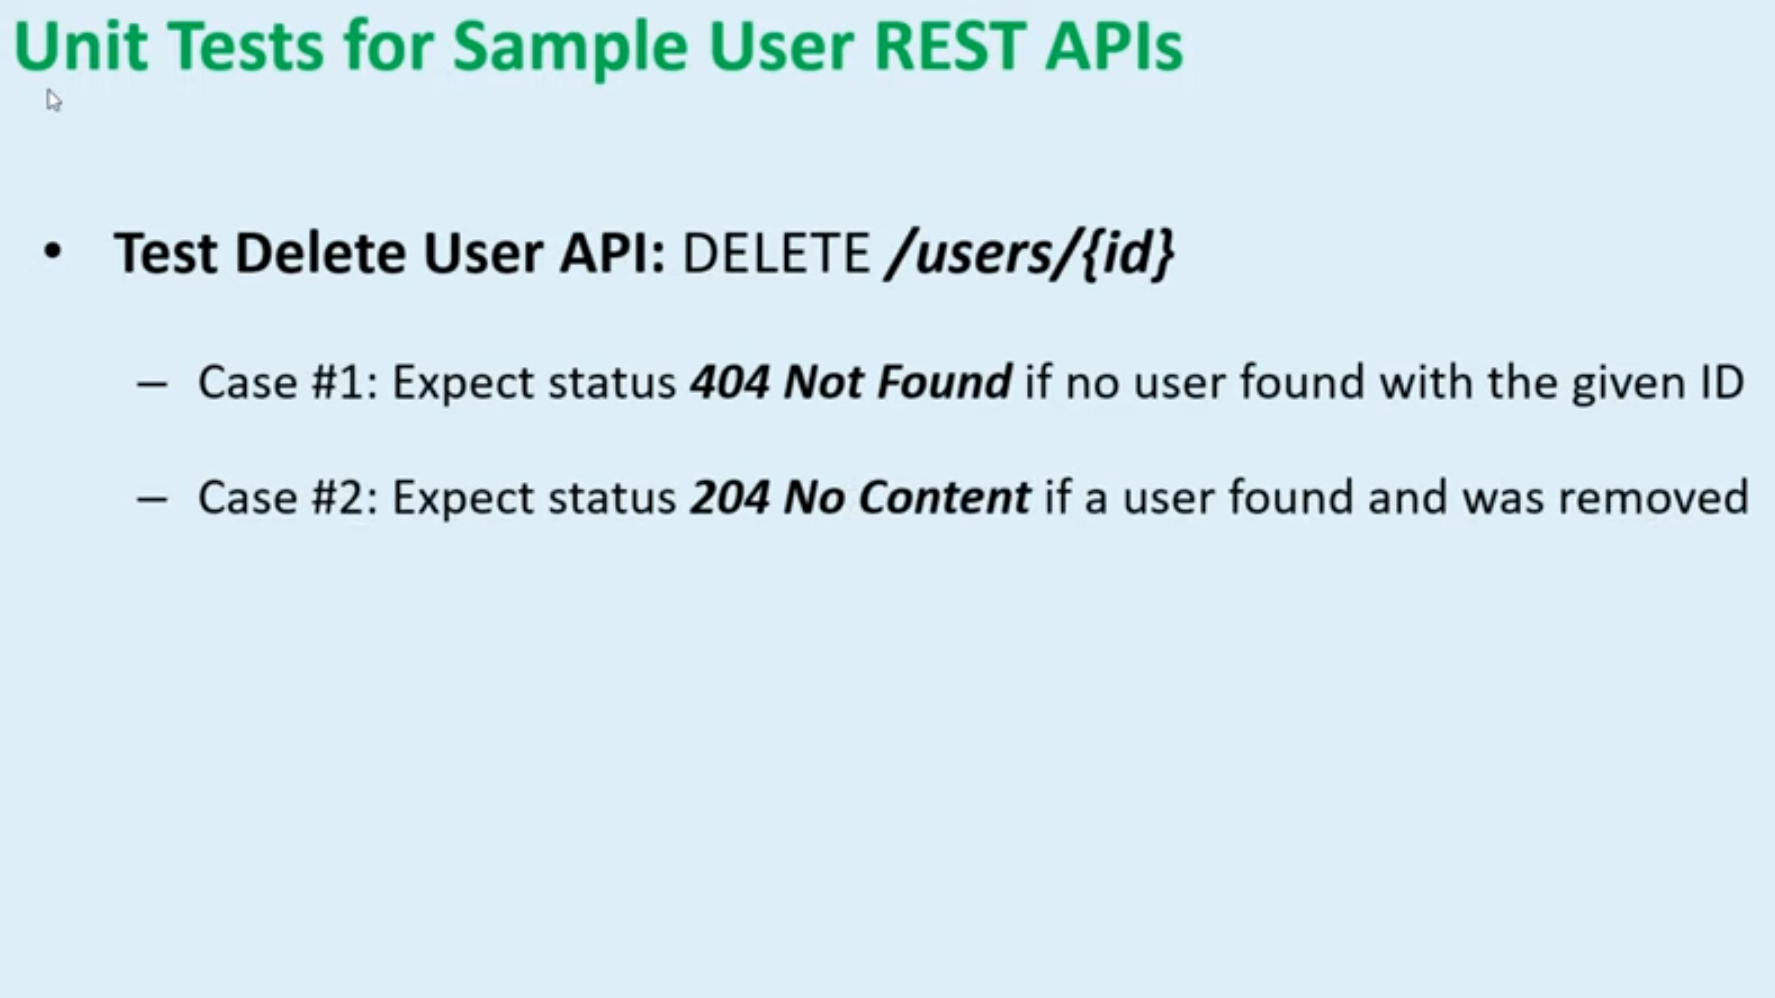 Unit Tests for Sample User REST APIs
• Test Delete User API: DELETE /users/{id}
– Case #1: Expect status 404 Not Found if no user found with the given ID
– Case #2: Expect status 204 No Content if a user found and was removed